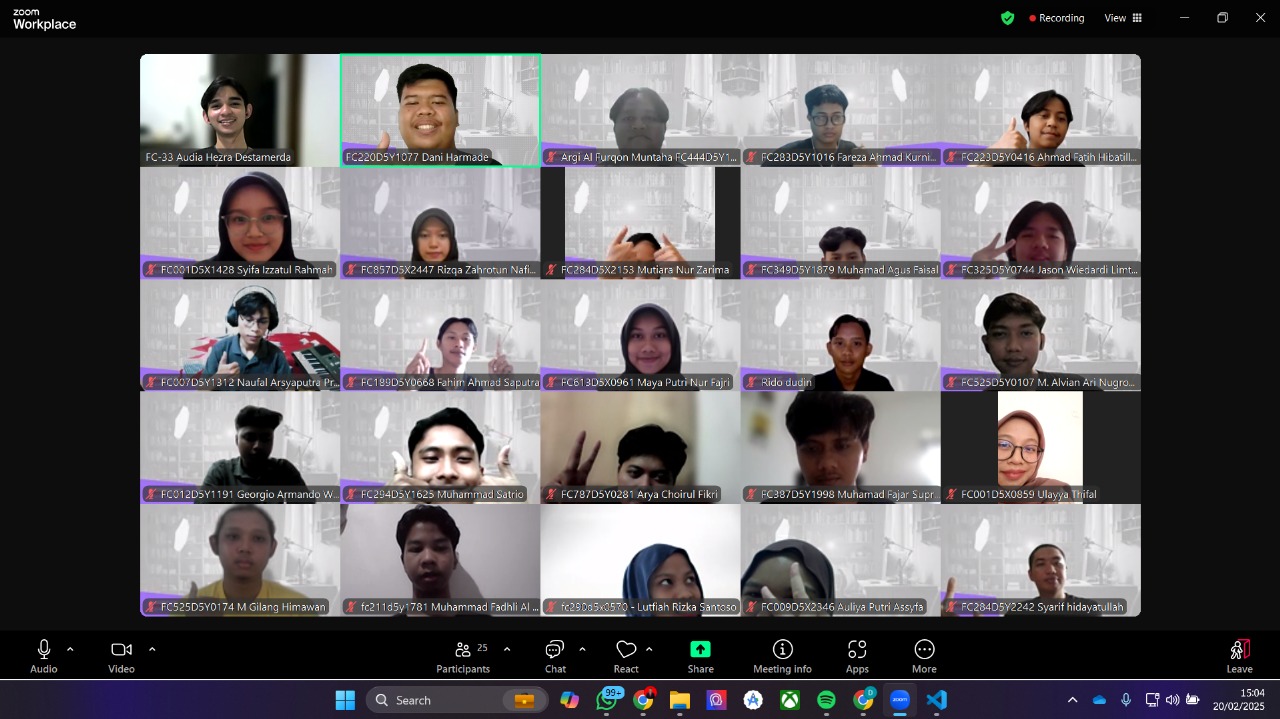 zoom
Workplace
Recording
View
FC-33 Audia Hezra Destamerda
FC220D5Y1077 Dani Harmade
Argi Al Furqon Muntaha FC444D5Y1...
FC283D5Y1016 Fareza Ahmad Kurni...
FC223D5Y0416 Ahmad Fatih Hibatill...
FC001D5X1428 Syifa Izzatul Rahmah
FC857D5X2447 Rizqa Zahrotun Nafi...
FC284D5X2153 Mutiara Nur Zarima
FC349D5Y1879 Muhamad Agus Faisal
FC325D5Y0744 Jason Wiedardi Limt...
FC007D5Y1312 Naufal Arsyaputra Pr...
FC189D5Y0668 Fahim Ahmad Saputra
FC613D5X0961 Maya Putri Nur Fajri
Rido dudin
FC525D5Y0107 M. Alvian Ari Nugro...
FC012D5Y1191 Georgio Armando W...
FC294D5Y1625 Muhammad Satrio
FC787D5Y0281 Arya Choirul Fikri
FC387D5Y1998 Muhamad Fajar Supr...
FC001D5X0859 Ulayya Thifal
FC525D5Y0174 M Gilang Himawan
fc211d5y1781 Muhammad Fadhli Al ...
fc290d5x0570 - Lutfiah Rizka Santoso
FC009D5X2346 Auliya Putri Assyfa
FC284D5Y2242 Syarif hidayatullah
Audio
Video
Participants
25
Chat
React
Share
Meeting info
Apps
More
Leave
Search
99+
zoom
15:04
20/02/2025